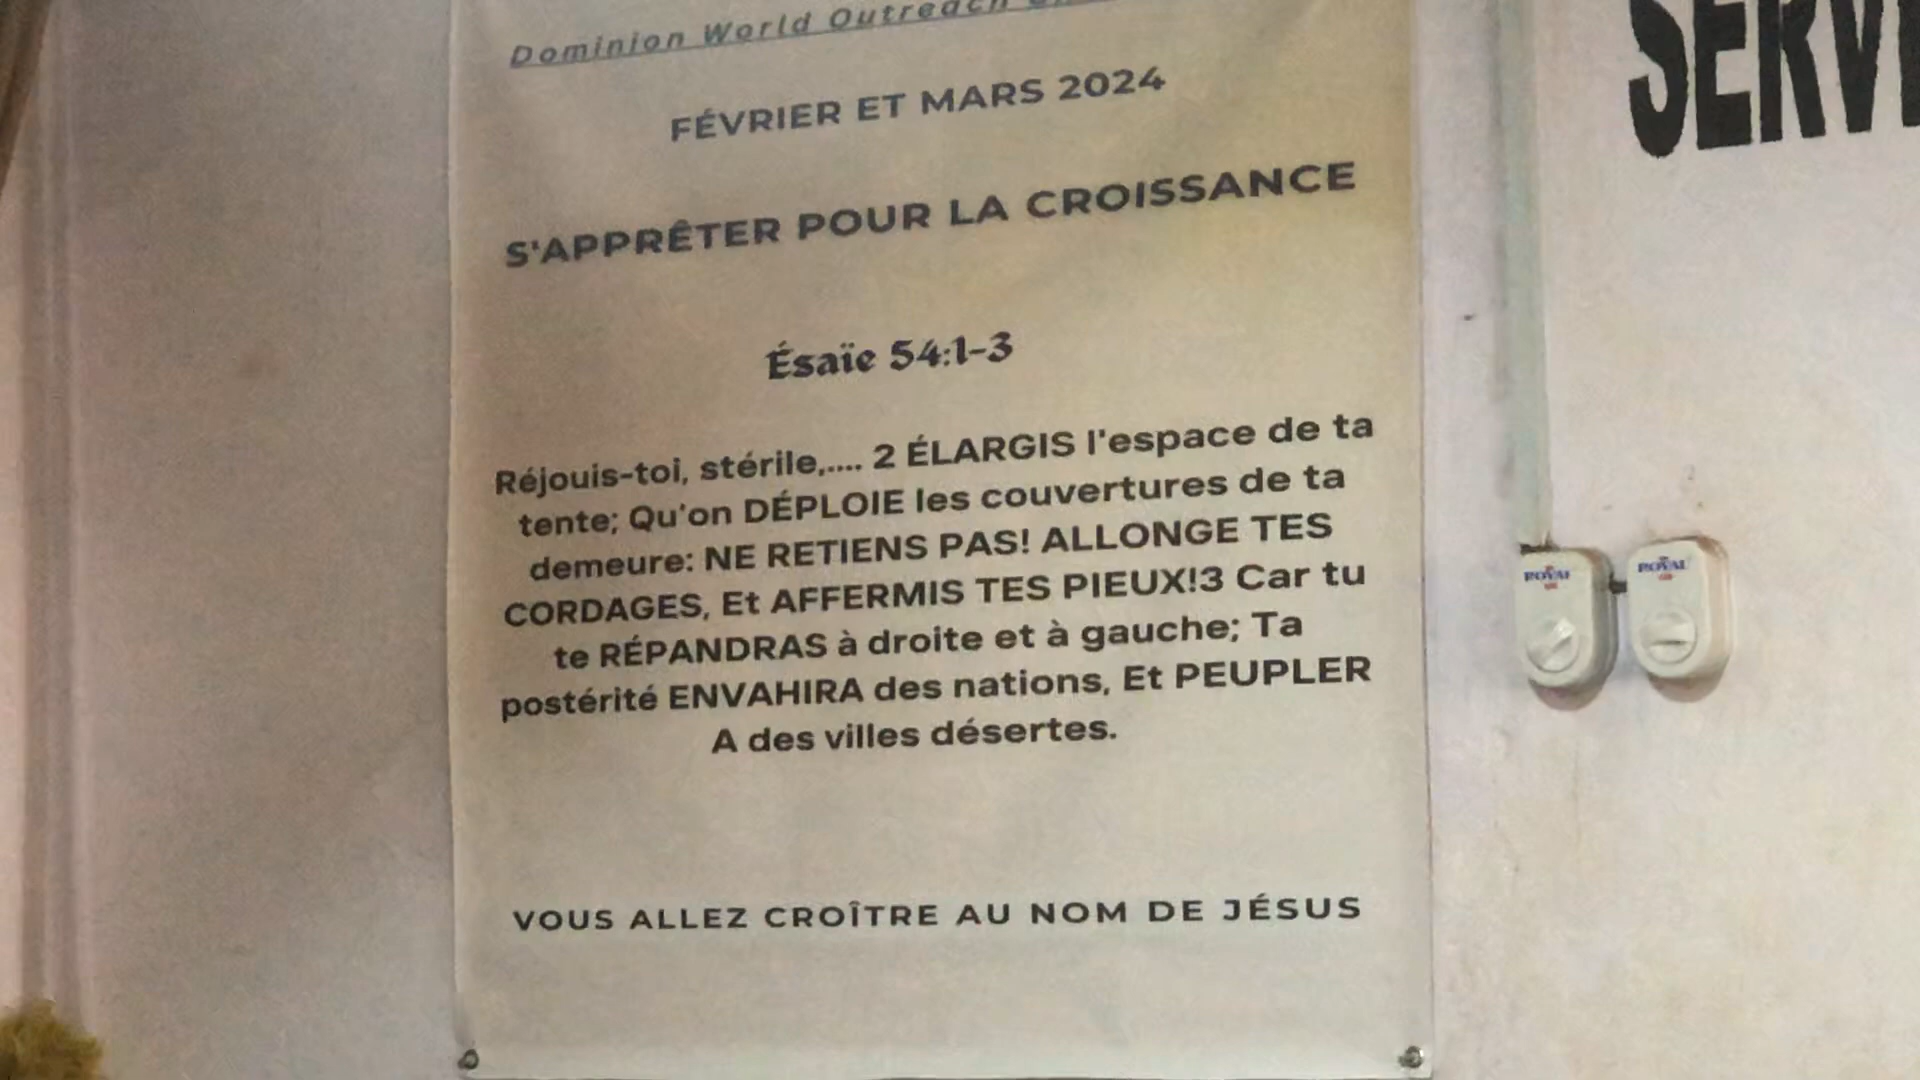 Dominion World Outreach
FÉVRIER ET MARS 2024
S'APPRÊTER POUR LA CROISSANCE
Ésaïe 54:1-3
Réjouis-toi, stérile,.... 2 ÉLARGIS l'espace de ta
tente; Qu'on DÉPLOIE les couvertures de ta
demeure: NE RETIENS PAS! ALLONGE TES
CORDAGES, Et AFFERMIS TES PIEUX!3 Car tu
te RÉPANDRAS à droite et à gauche; Ta
postérité ENVAHIRA des nations, Et PEUPLER
A des villes désertes.
VOUS ALLEZ CROÎTRE AU NOM DE JÉSUS
SERV
ROYAL
ROYAL